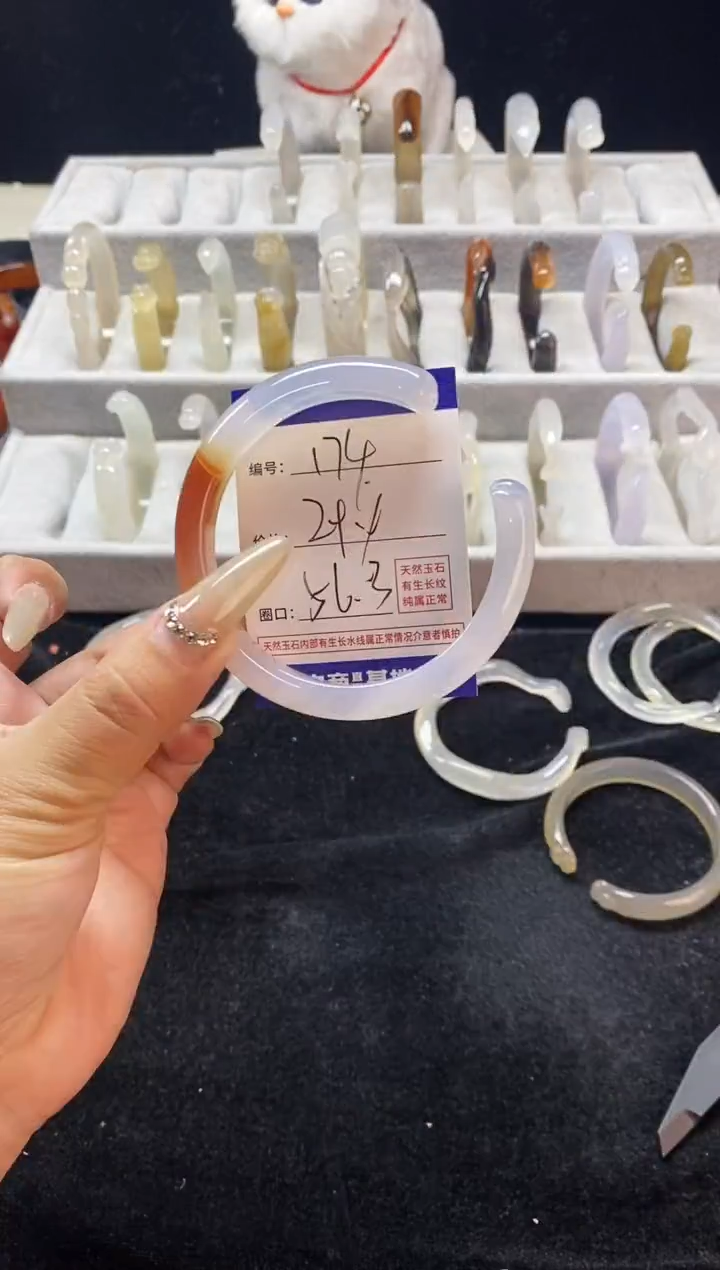 编号: 174
29.4
天然玉石
有生长纹
纯属正常
圈口: 56.3
天然玉石内部有生长水线属正常情况介意者慎拍